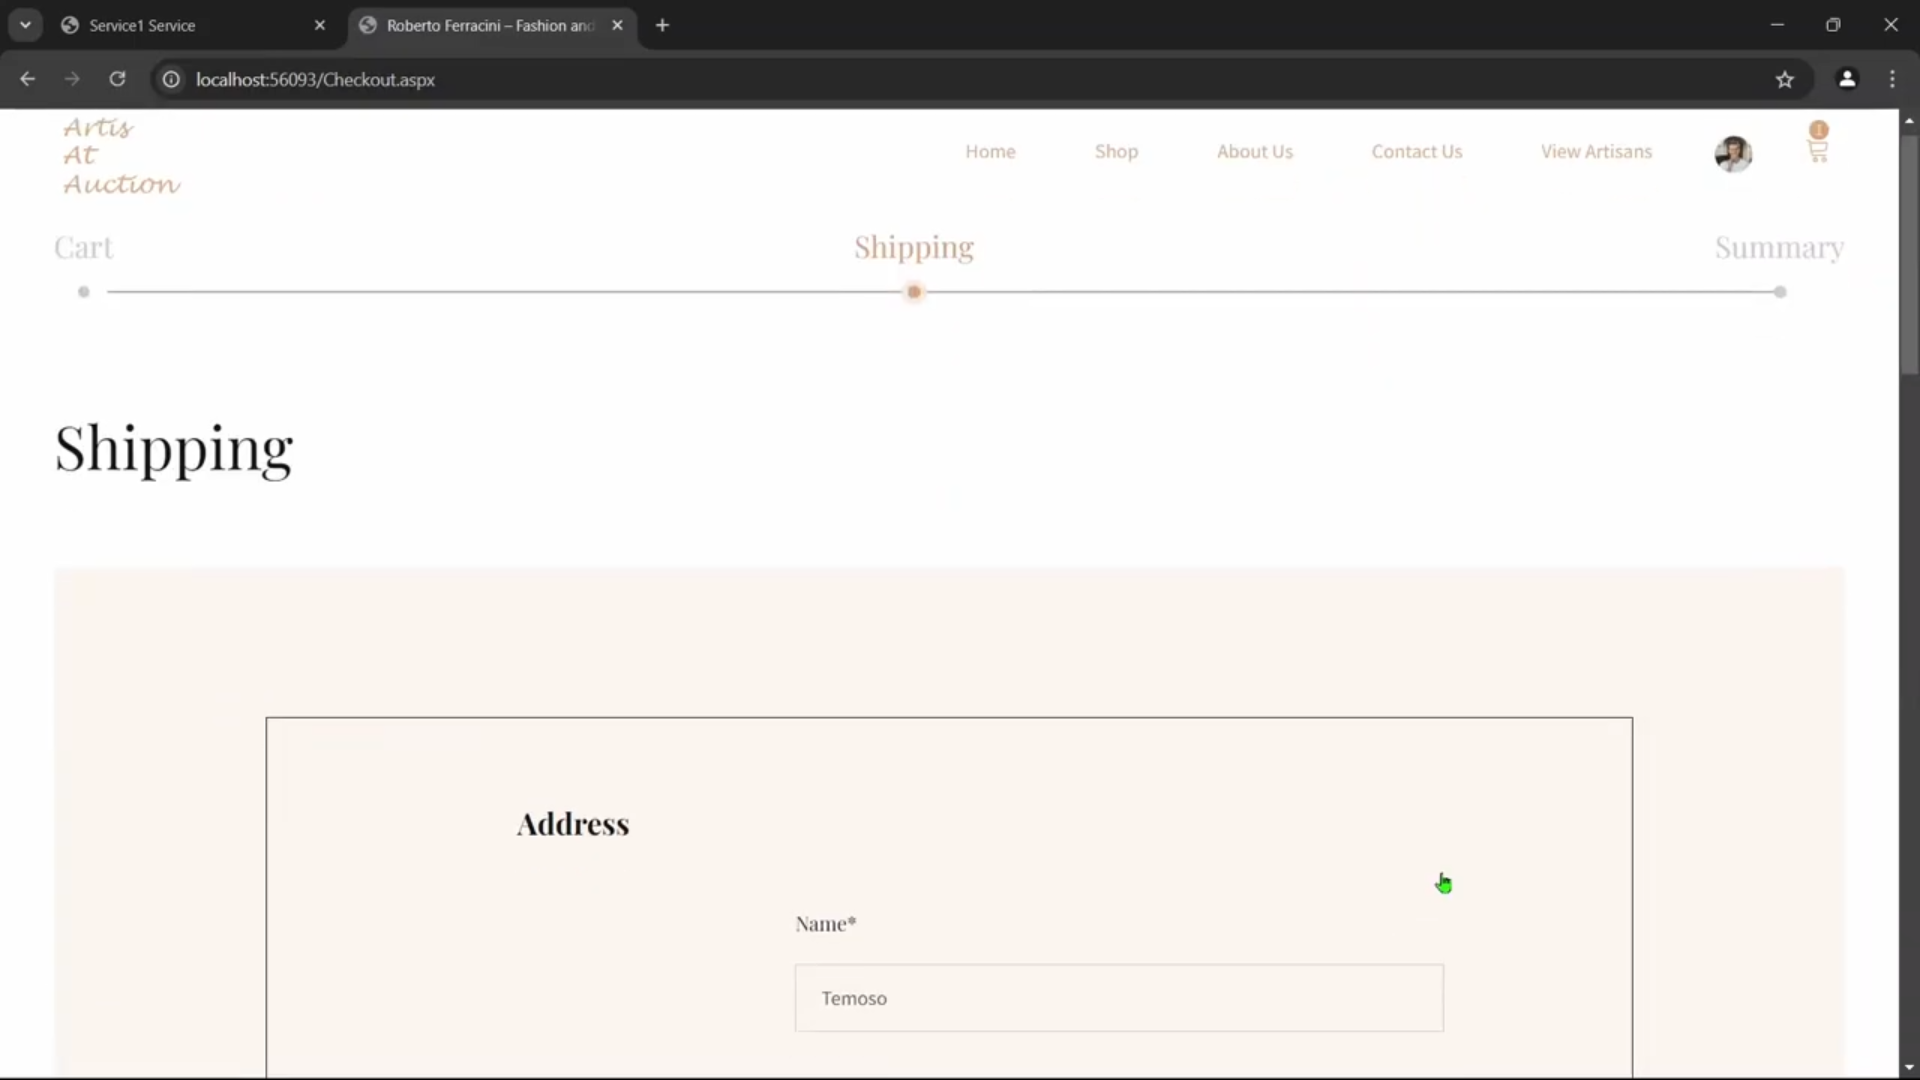 Service1 Service
Roberto Ferracini – Fashion and
localhost:56093/Checkout.aspx
Artis
At
Auction
Home
Shop
About Us
Contact Us
View Artisans
1
Cart
Shipping
Summary
Shipping
Address
Name*
Temoso